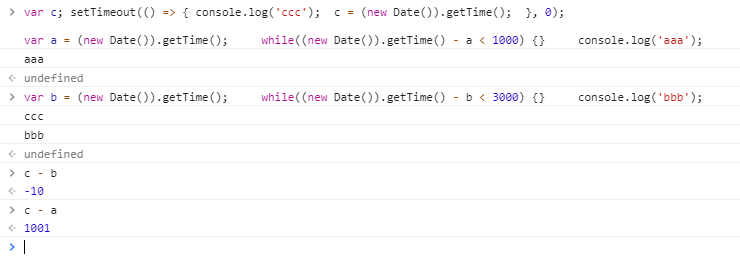 > var c; setTimeout(() => { console.log('ccc');  c = (new Date()).getTime();  }, 0);
var a = (new Date()).getTime();     while((new Date()).getTime() - a < 1000) {}     console.log('aaa');
aaa
< undefined
> var b = (new Date()).getTime();     while((new Date()).getTime() - b < 3000) {}     console.log('bbb');
ccc
bbb
< undefined
> c - b
< -10
> c - a
< 1001
>